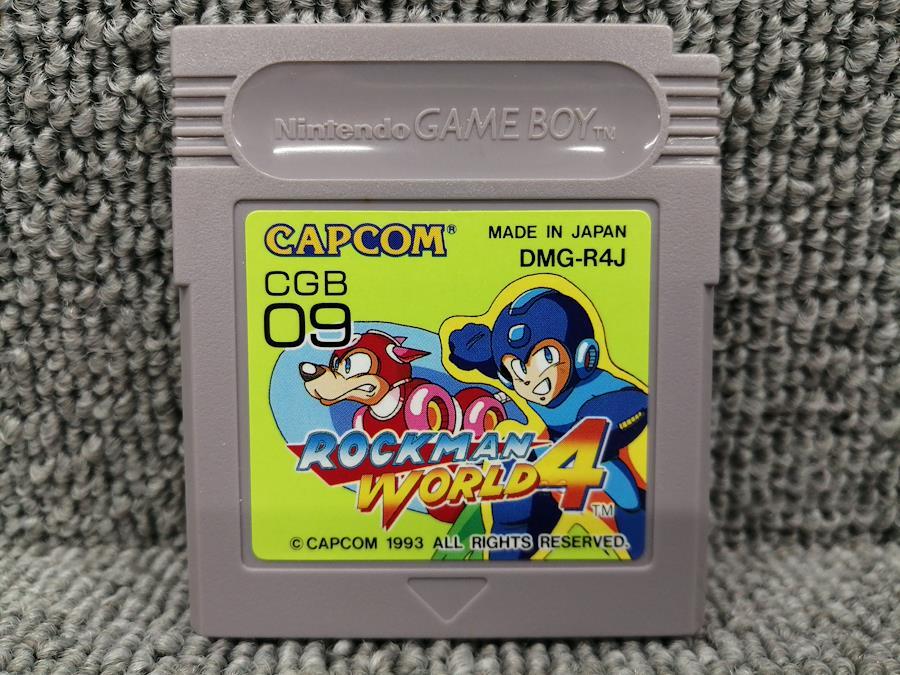 Nintendo GAME BOY TM
CAPCOM®
MADE IN JAPAN
DMG-R4J
CGB
09
ROCKMAN
WORLD 4
TM
© CAPCOM 1993 ALL RIGHTS RESERVED.